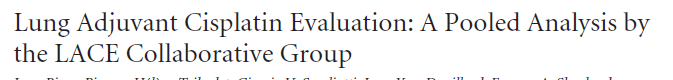 Lung Adjuvant Cisplatin Evaluation: A Pooled Analysis by
the LACE Collaborative Group